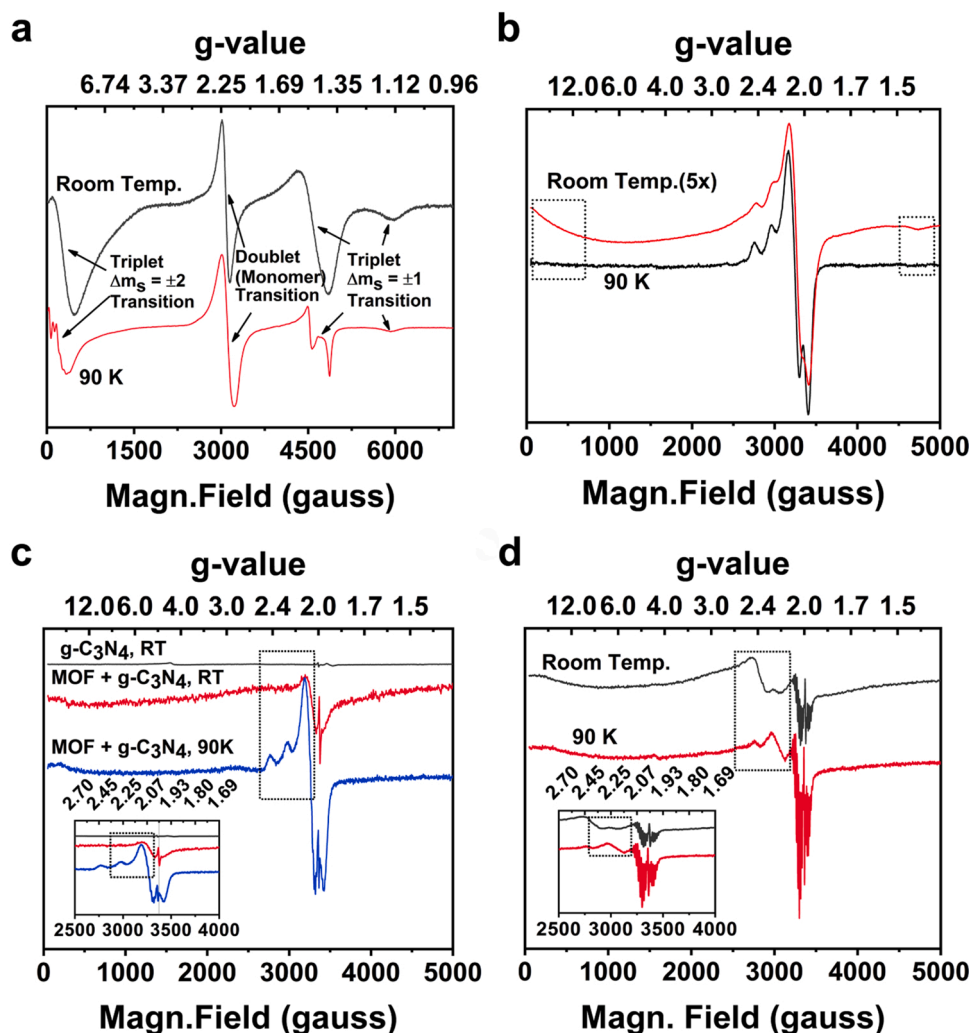 a
g-value
6.74 3.37 2.25 1.69 1.35 1.12 0.96
Room Temp.
Triplet
Δms = ±2
Transition
Doublet
(Monomer)
Transition
Triplet
Δms = ±1
Transition
90 K
0 1500 3000 4500 6000
Magn.Field (gauss)
b
g-value
12.0 6.0 4.0 3.0 2.4 2.0 1.7 1.5
Room Temp.(5x)
90 K
0 1000 2000 3000 4000 5000
Magn.Field (gauss)
c
g-value
12.0 6.0 4.0 3.0 2.4 2.0 1.7 1.5
g-C3N4, RT
MOF + g-C3N4, RT
MOF + g-C3N4, 90K
2.70 2.45 2.25 2.07 1.93 1.80 1.69
2500 3000 3500 4000
0 1000 2000 3000 4000 5000
Magn.Field (gauss)
d
g-value
12.0 6.0 4.0 3.0 2.4 2.0 1.7 1.5
Room Temp.
90 K
2.70 2.45 2.25 2.07 1.93 1.80 1.69
2500 3000 3500 4000
0 1000 2000 3000 4000 5000
Magn. Field (gauss)